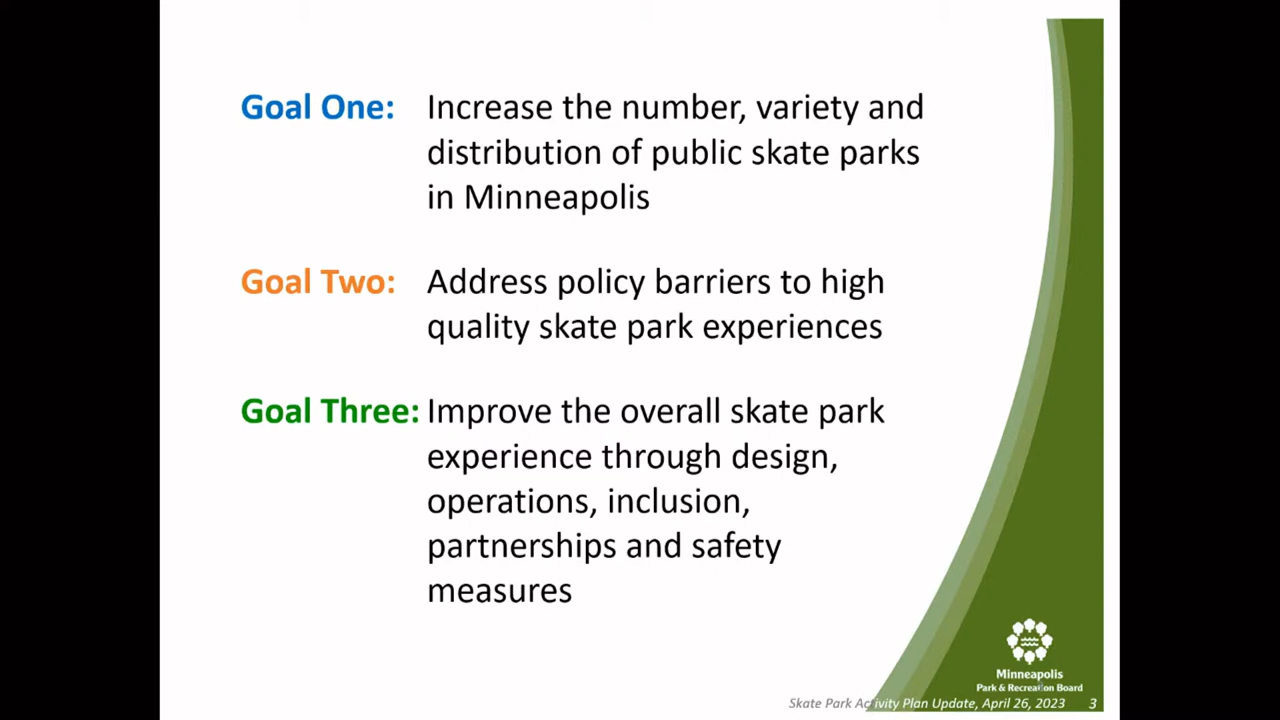 Goal One: Increase the number, variety and
distribution of public skate parks
in Minneapolis
Goal Two: Address policy barriers to high
quality skate park experiences
Goal Three: Improve the overall skate park
experience through design,
operations, inclusion,
partnerships and safety
measures
Minneapolis
Park & Recreation Board
Skate Park Activity Plan Update, April 26, 2023 3